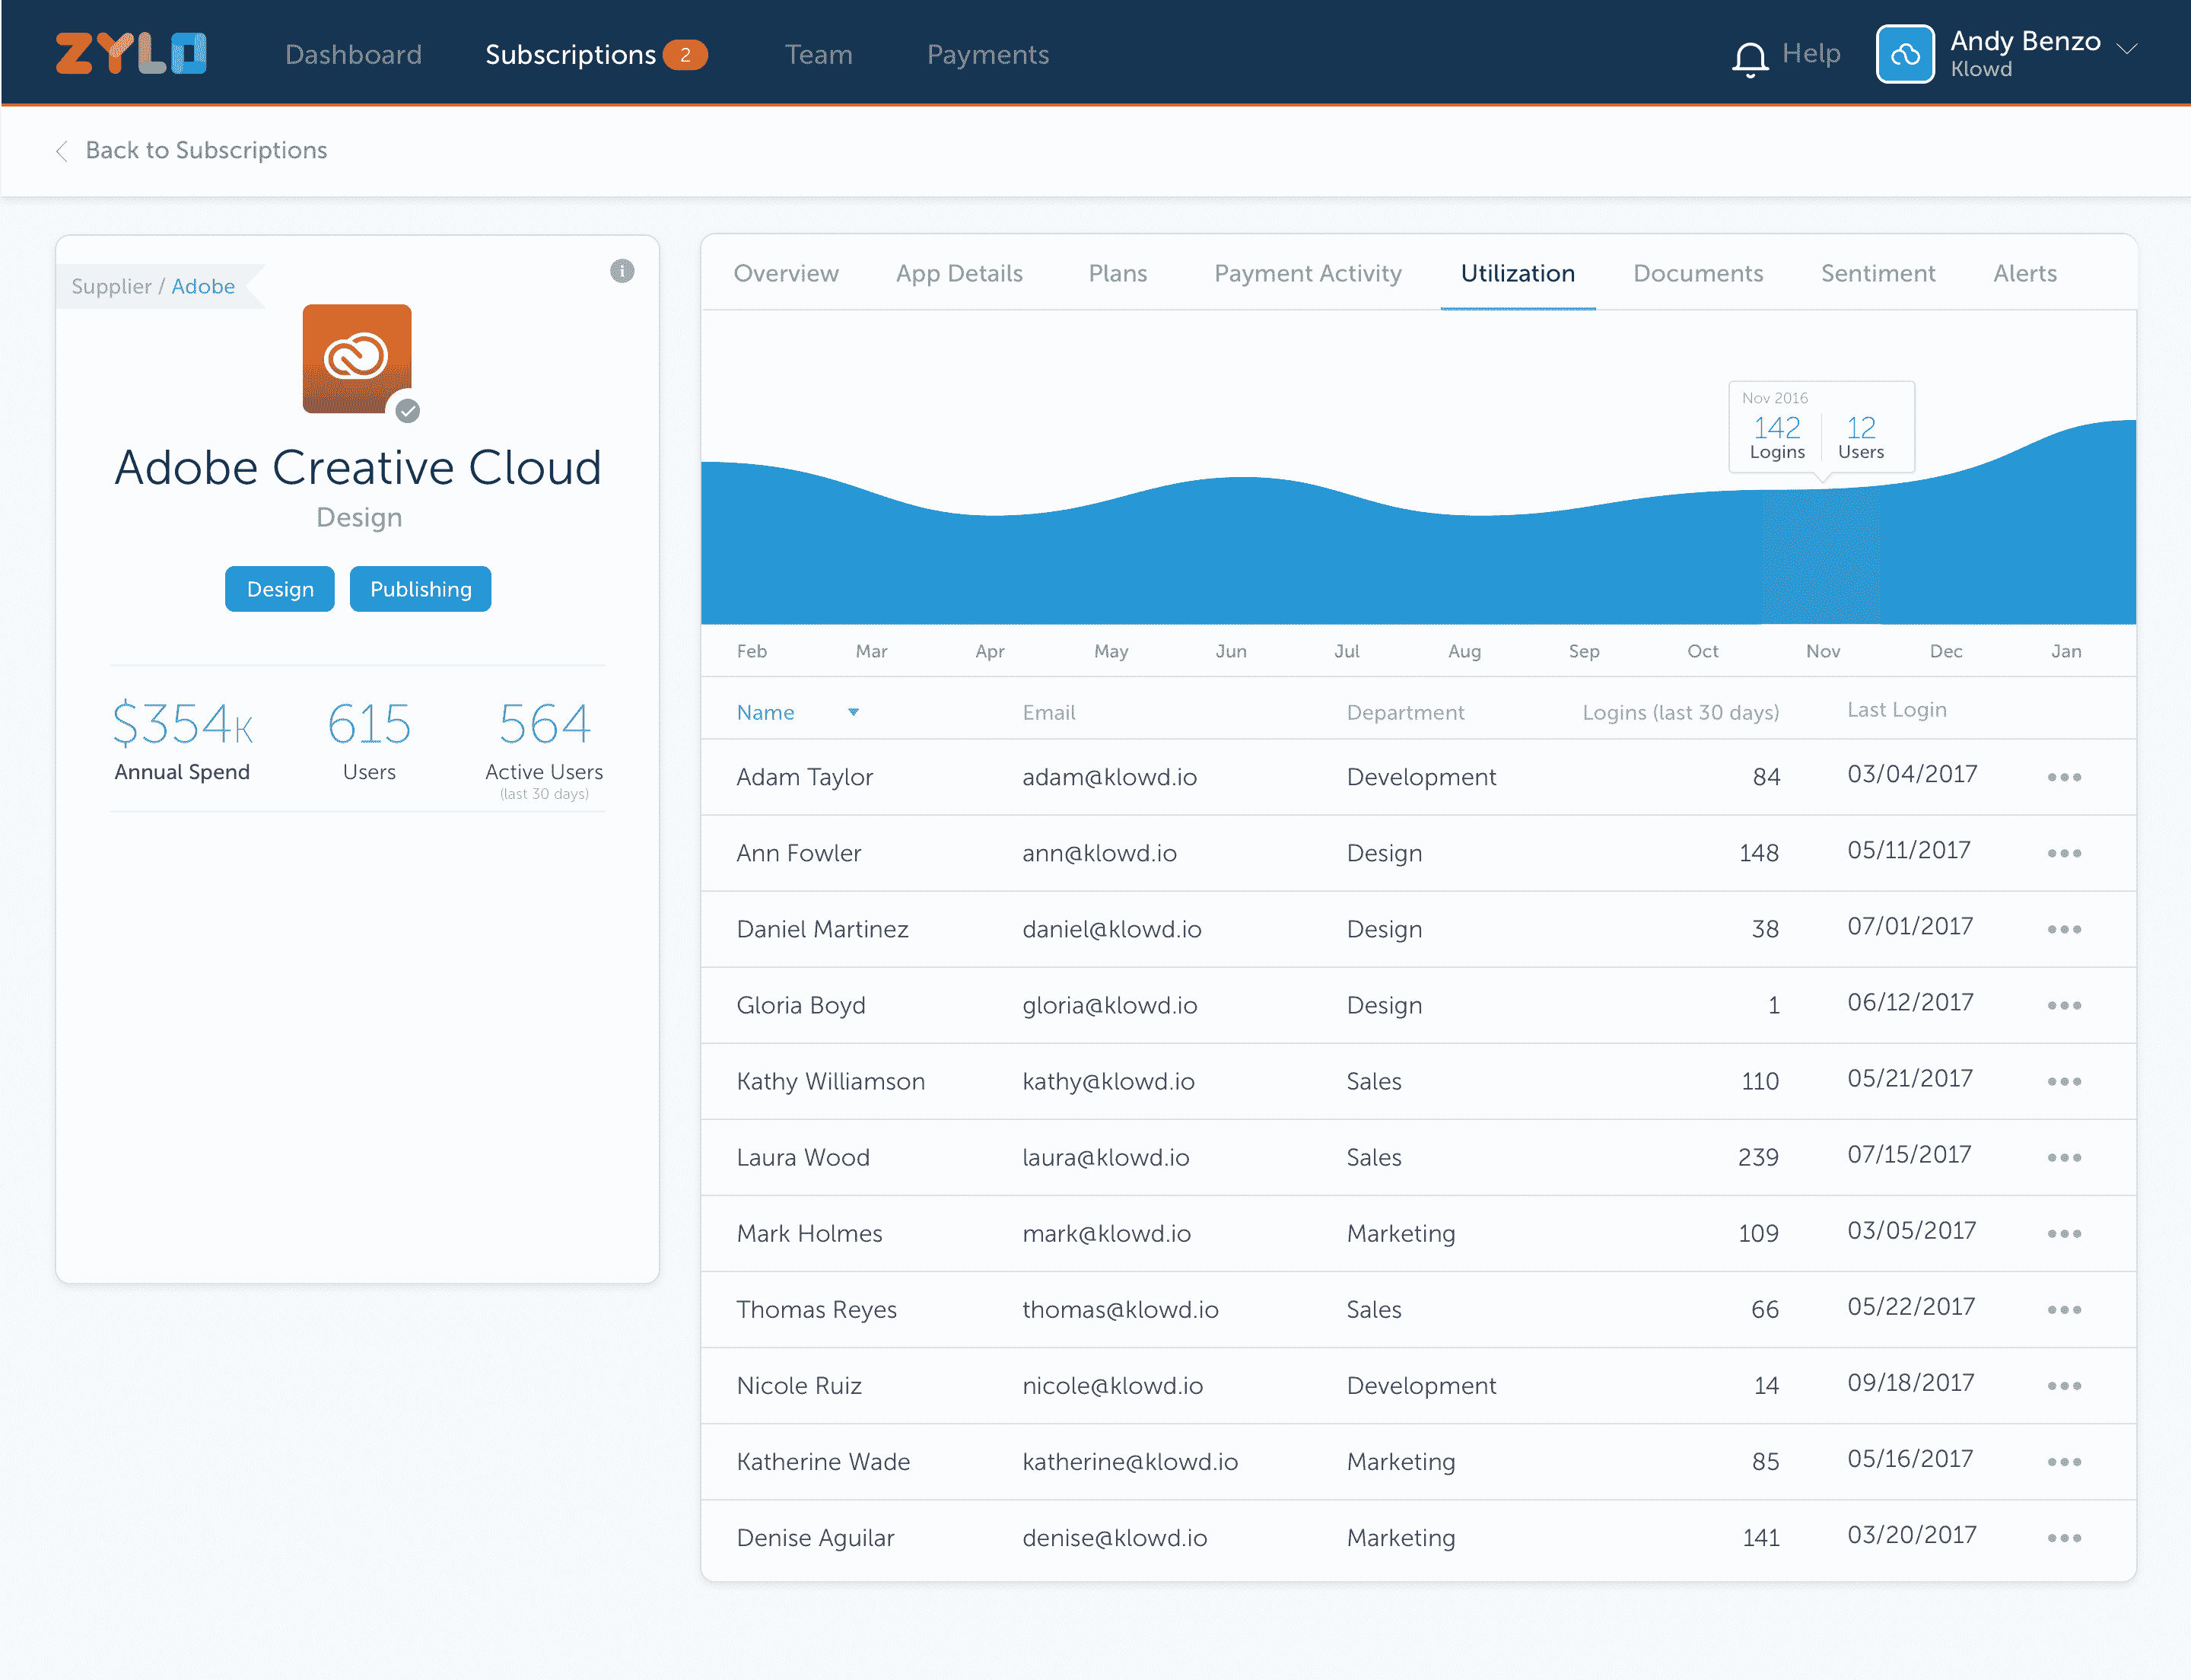 ZYLO Dashboard Subscriptions 2 Team Payments Help Andy Benzo
Klowd
Back to Subscriptions
Supplier / Adobe
i
Adobe Creative Cloud
Design
Design Publishing
$354K 615 564
Annual Spend Users Active Users
(last 30 days)
Overview App Details Plans Payment Activity Utilization Documents Sentiment Alerts
Nov 2016
142 12
Logins Users
Feb Mar Apr May Jun Jul Aug Sep Oct Nov Dec Jan
Name Email Department Logins (last 30 days) Last Login
Adam Taylor adam@klowd.io Development 84 03/04/2017
Ann Fowler ann@klowd.io Design 148 05/11/2017
Daniel Martinez daniel@klowd.io Design 38 07/01/2017
Gloria Boyd gloria@klowd.io Design 1 06/12/2017
Kathy Williamson kathy@klowd.io Sales 110 05/21/2017
Laura Wood laura@klowd.io Sales 239 07/15/2017
Mark Holmes mark@klowd.io Marketing 109 03/05/2017
Thomas Reyes thomas@klowd.io Sales 66 05/22/2017
Nicole Ruiz nicole@klowd.io Development 14 09/18/2017
Katherine Wade katherine@klowd.io Marketing 85 05/16/2017
Denise Aguilar denise@klowd.io Marketing 141 03/20/2017